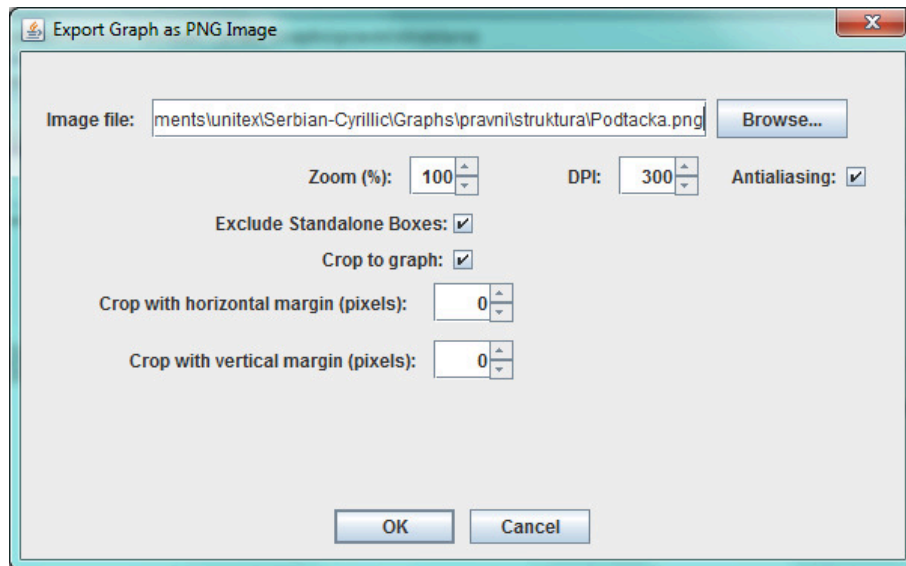 Export Graph as PNG Image
Image file: ments\unitex\Serbian-Cyrillic\Graphs\pravni\struktura\Podtacka.png Browse...
Zoom (%): 100 DPI: 300 Antialiasing:
Exclude Standalone Boxes:
Crop to graph:
Crop with horizontal margin (pixels): 0
Crop with vertical margin (pixels): 0
OK Cancel